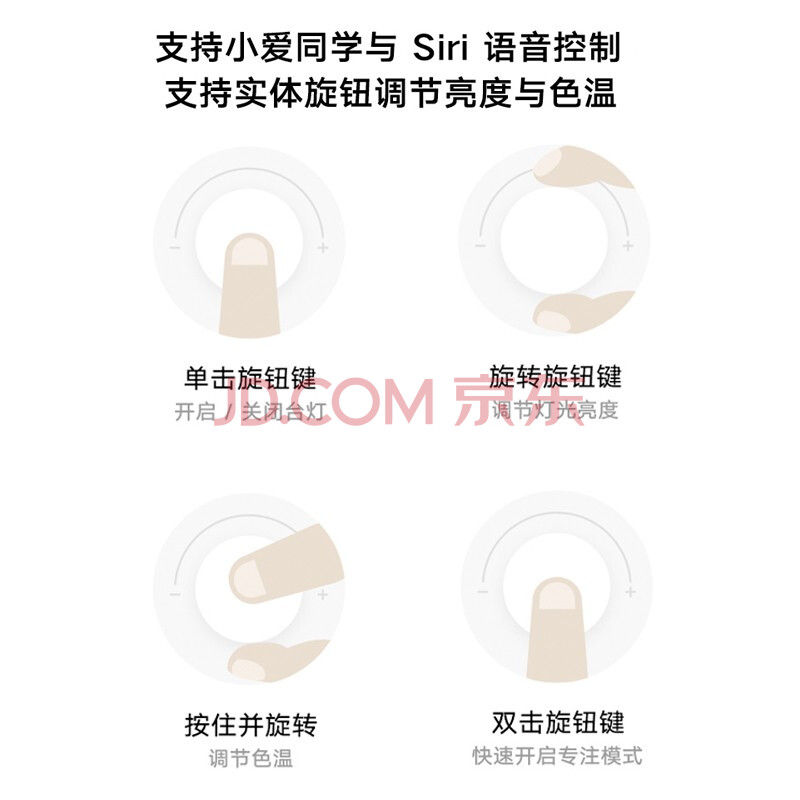 支持小爱同学与 Siri 语音控制
支持实体旋钮调节亮度与色温
单击旋钮键
开启 / 关闭台灯
旋转旋钮键
调节灯光亮度
JD.COM 京东
按住并旋转
调节色温
双击旋钮键
快速开启专注模式